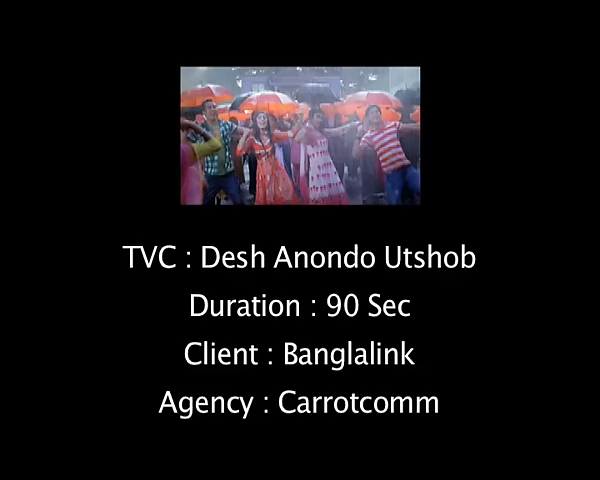 TVC : Desh Anondo Utshob
Duration : 90 Sec
Client : Banglalink
Agency : Carrotcomm